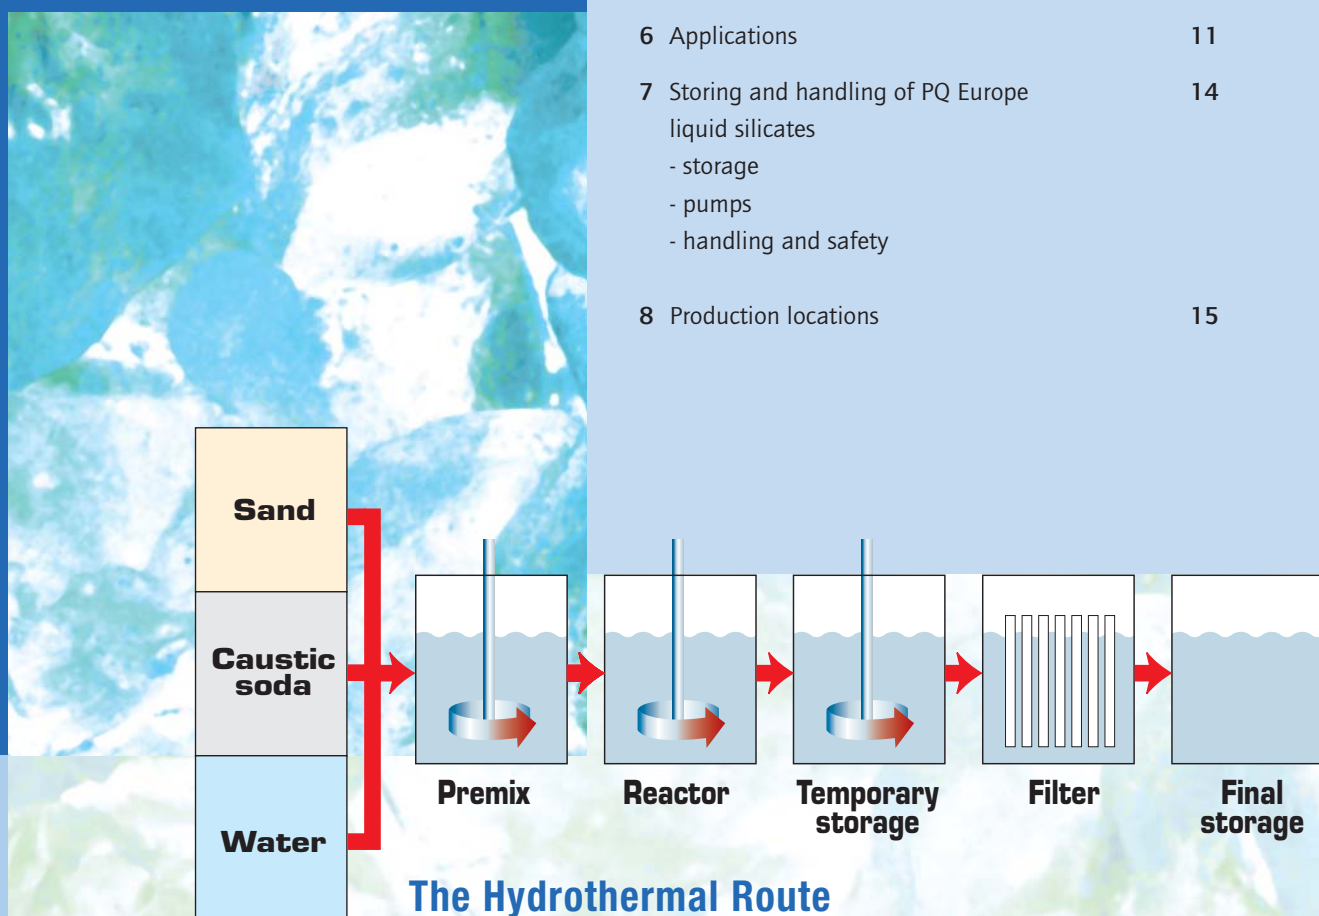 6 Applications 11
7 Storing and handling of PQ Europe 14
liquid silicates
- storage
- pumps
- handling and safety
8 Production locations 15
Sand
Caustic
soda
Water
Premix
Reactor
Temporary
storage
Filter
Final
storage
The Hydrothermal Route